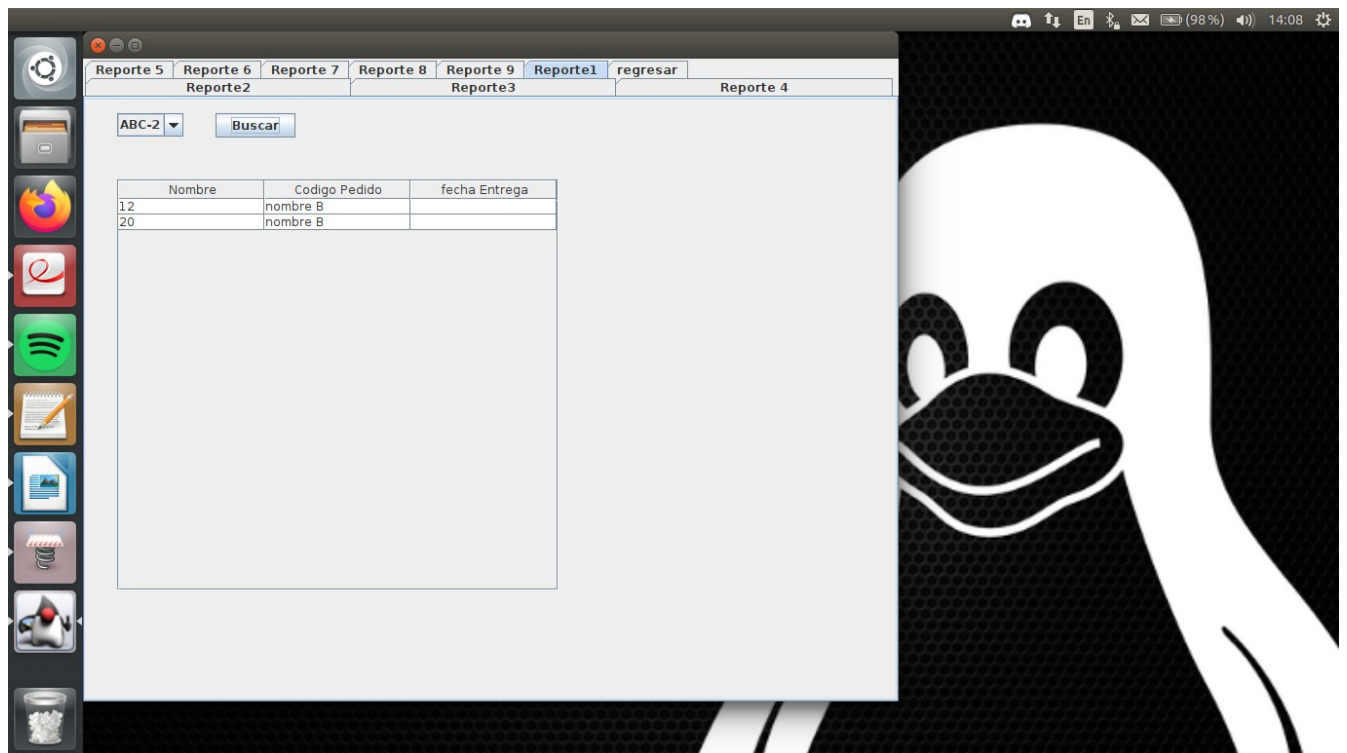 En (98%) 14:08
Reporte 5 Reporte 6 Reporte 7 Reporte 8 Reporte 9 Reporte1 regresar
Reporte2 Reporte3 Reporte 4
ABC-2 Buscar
Nombre Codigo Pedido fecha Entrega
12 nombre B
20 nombre B